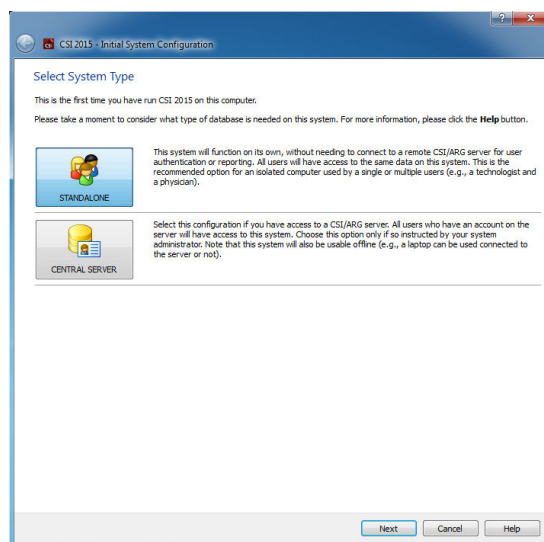 CSI 2015 - Initial System Configuration
Select System Type
This is the first time you have run CSI 2015 on this computer.
Please take a moment to consider what type of database is needed on this system. For more information, please click the Help button.
This system will function on its own, without needing to connect to a remote CSI/ARG server for user
authentication or reporting. All users will have access to the same data on this system. This is the
recommended option for an isolated computer used by a single or multiple users (e.g., a technologist and
a physician).
STANDALONE
Select this configuration if you have access to a CSI/ARG server. All users who have an account on the
server will have access to this system. Choose this option only if so instructed by your system
administrator. Note that this system will also be usable offline (e.g., a laptop can be used connected to
the server or not).
CENTRAL SERVER
Next Cancel Help